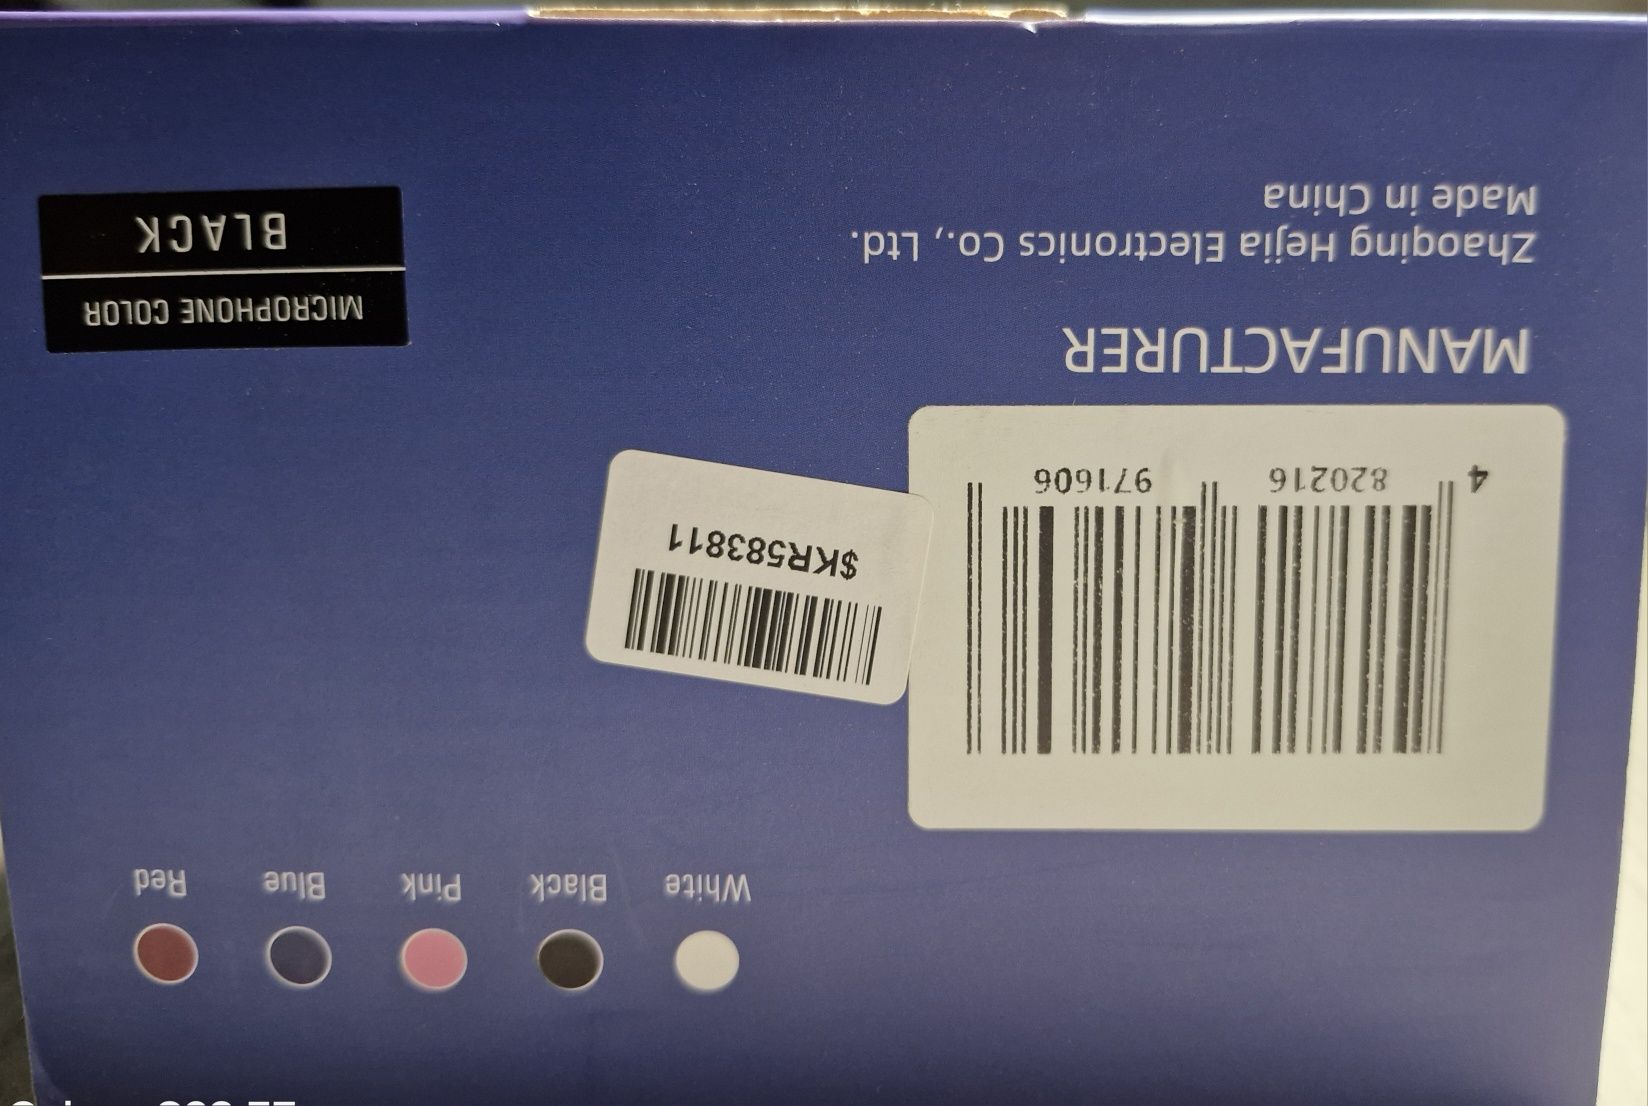 White Black Pink Blue Red
4 820216 971606
$KR583811
MANUFACTURER
Zhaoqing Hejia Electronics Co., Ltd.
Made in China
MICROPHONE COLOR
BLACK